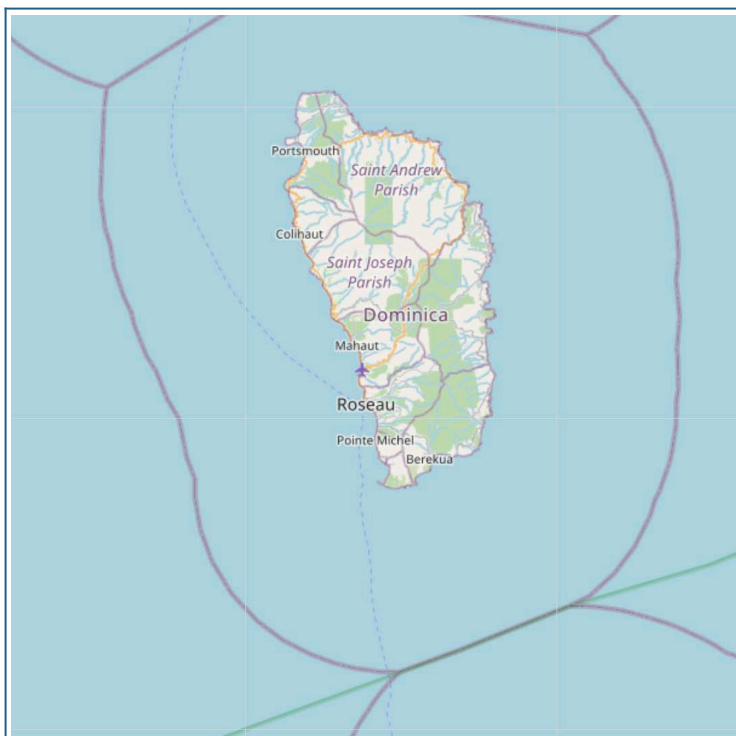 Portsmouth
Saint Andrew
Parish
Colihaut
Saint Joseph
Parish
Dominica
Mahaut
Roseau
Pointe Michel
Berekua